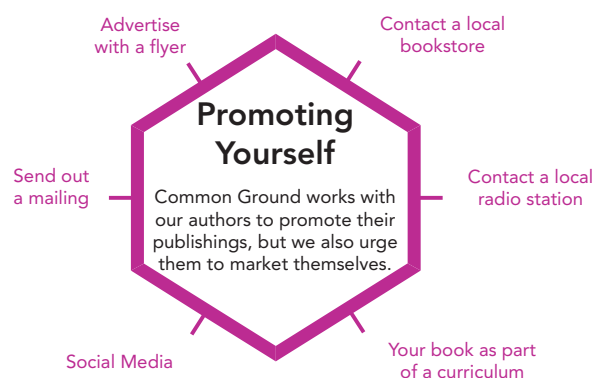 Advertise
with a flyer
Contact a local
bookstore
Promoting
Yourself
Send out
a mailing
Common Ground works with
our authors to promote their
publishings, but we also urge
them to market themselves.
Contact a local
radio station
Social Media
Your book as part
of a curriculum